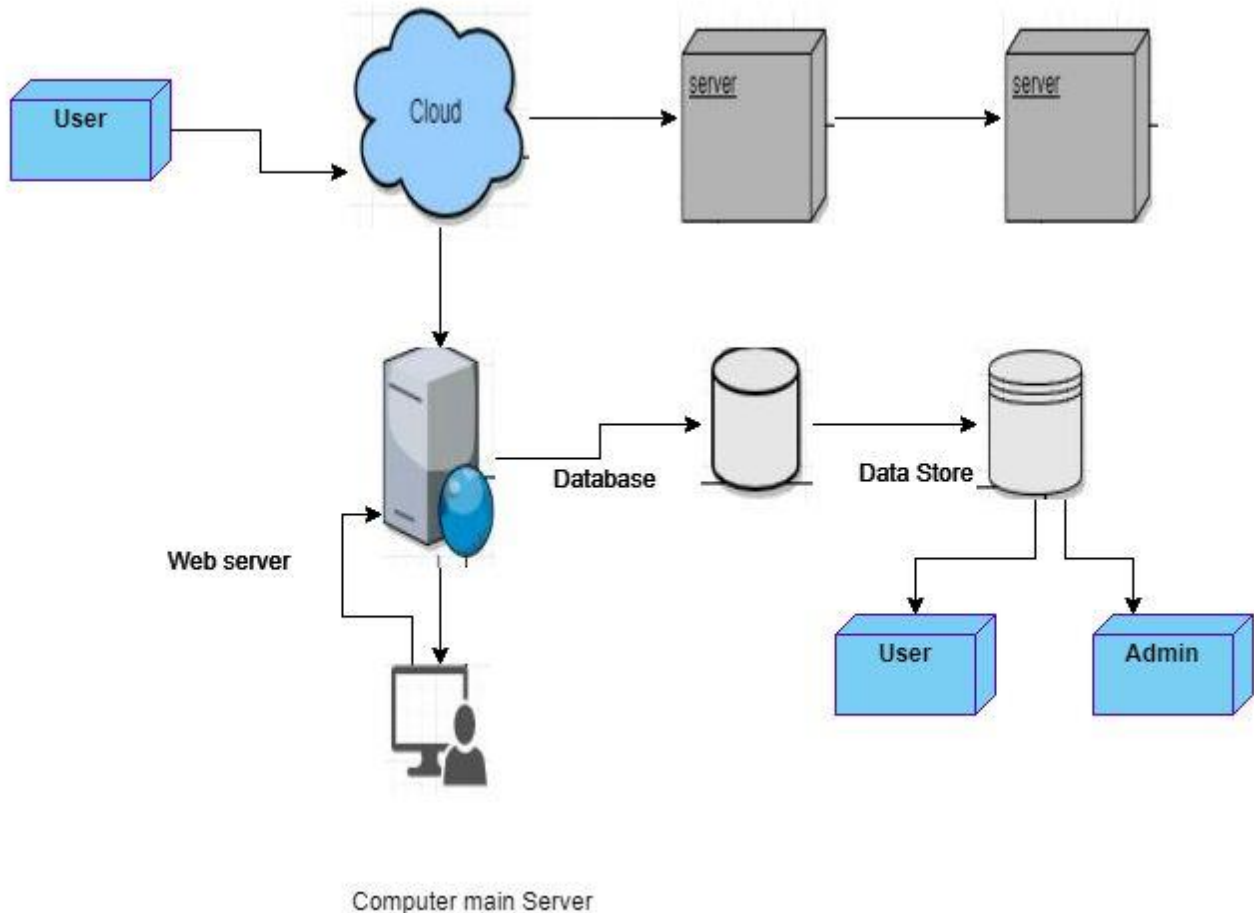 User
Cloud
server
server
Database
Data Store
Web server
User
Admin
Computer main Server